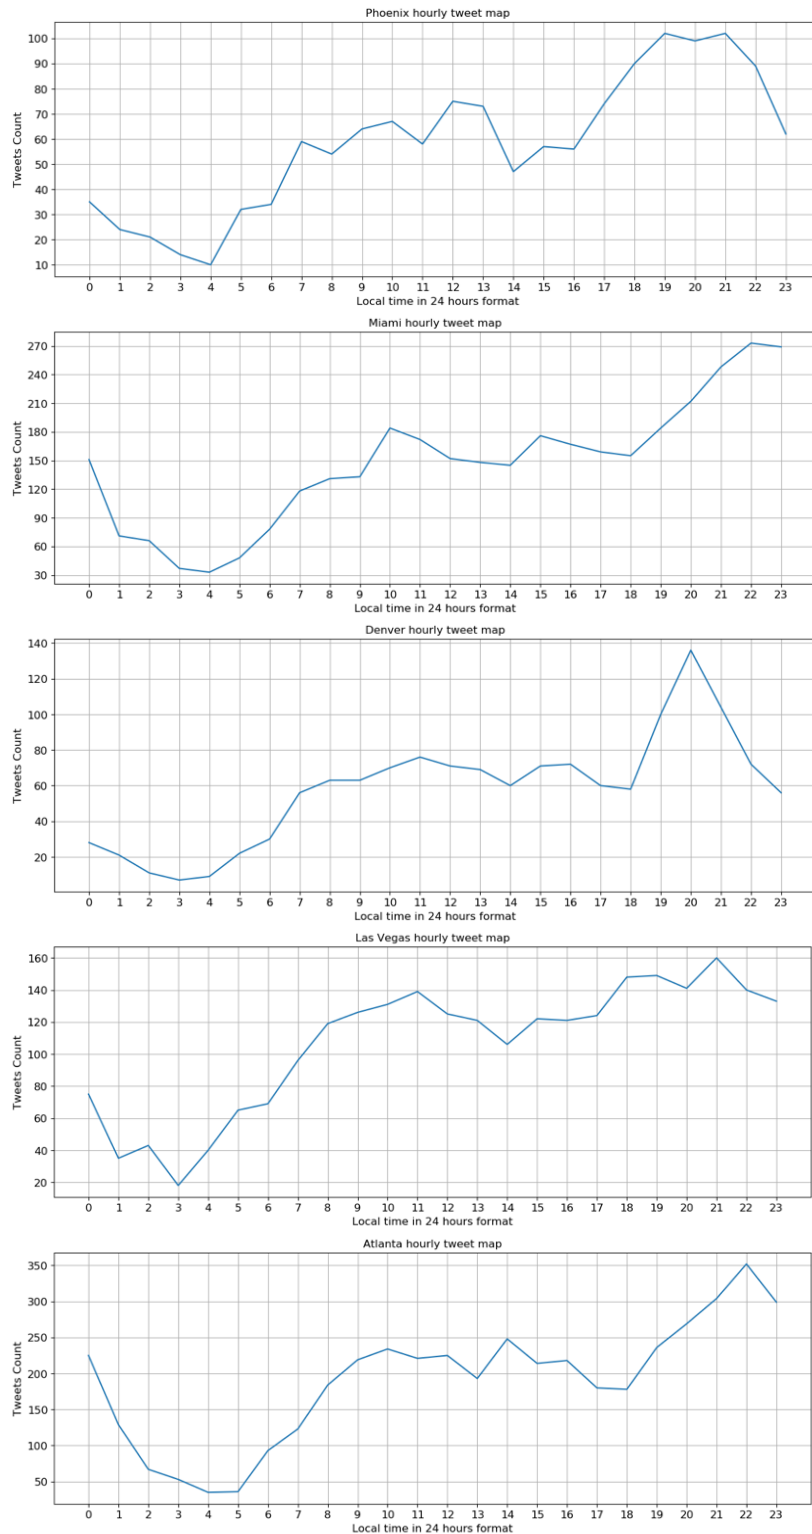 Phoenix hourly tweet map
100
90
80
70
60
50
40
30
20
10
Tweets Count
0 1 2 3 4 5 6 7 8 9 10 11 12 13 14 15 16 17 18 19 20 21 22 23
Local time in 24 hours format
Miami hourly tweet map
270
240
210
180
150
120
90
60
30
Tweets Count
0 1 2 3 4 5 6 7 8 9 10 11 12 13 14 15 16 17 18 19 20 21 22 23
Local time in 24 hours format
Denver hourly tweet map
140
120
100
80
60
40
20
Tweets Count
0 1 2 3 4 5 6 7 8 9 10 11 12 13 14 15 16 17 18 19 20 21 22 23
Local time in 24 hours format
Las Vegas hourly tweet map
160
140
120
100
80
60
40
20
Tweets Count
0 1 2 3 4 5 6 7 8 9 10 11 12 13 14 15 16 17 18 19 20 21 22 23
Local time in 24 hours format
Atlanta hourly tweet map
350
300
250
200
150
100
50
Tweets Count
0 1 2 3 4 5 6 7 8 9 10 11 12 13 14 15 16 17 18 19 20 21 22 23
Local time in 24 hours format